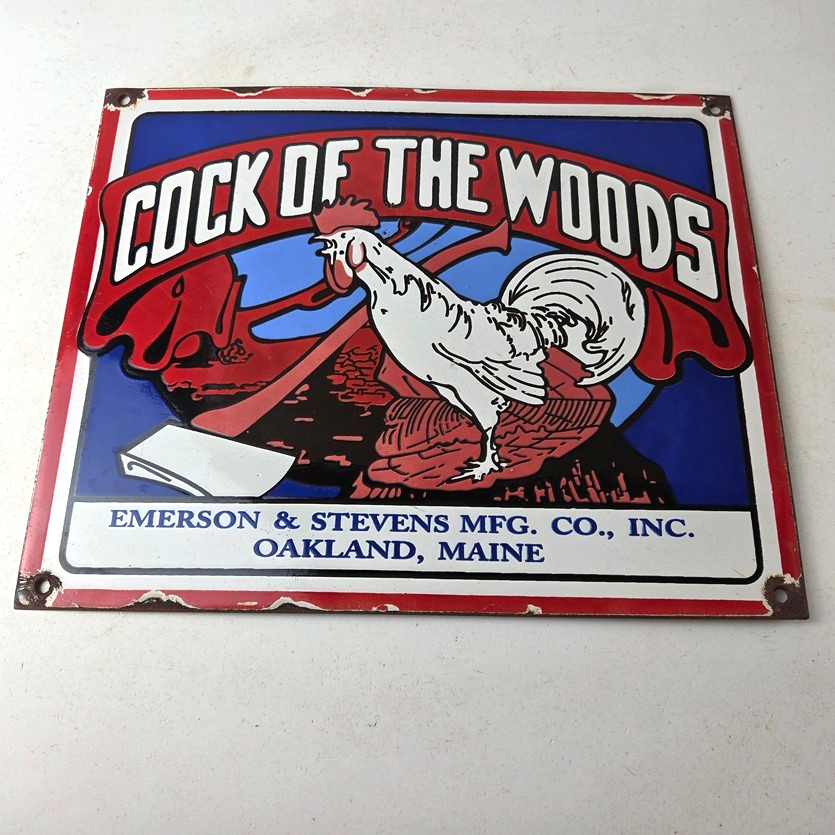 COCK OF THE WOODS
EMERSON & STEVENS MFG. CO., INC.
OAKLAND, MAINE